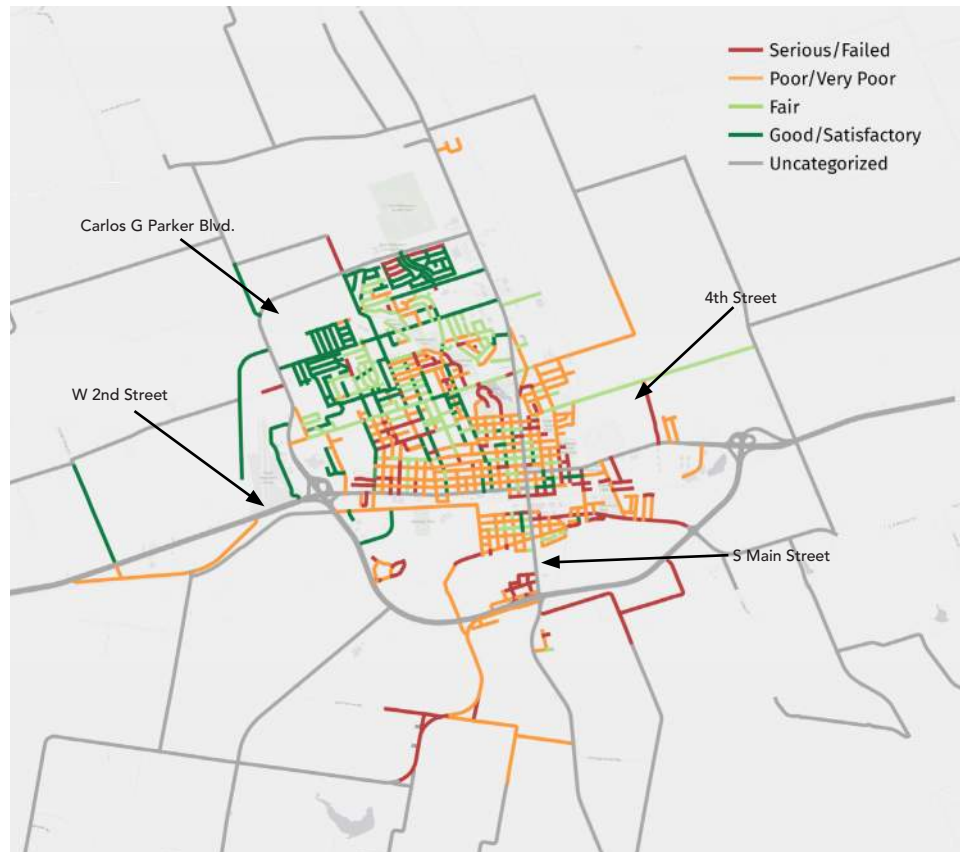 Serious/Failed
Poor/Very Poor
Fair
Good/Satisfactory
Uncategorized
Carlos G Parker Blvd.
4th Street
W 2nd Street
S Main Street